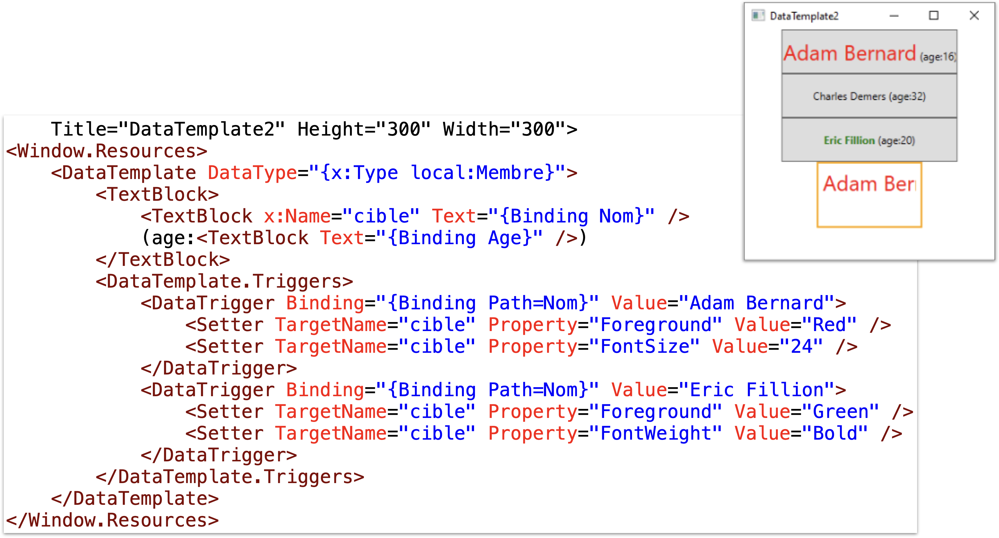 DataTemplate2
Adam Bernard (age:16)
Charles Demers (age:32)
Eric Fillion (age:20)
Adam Ber
Title="DataTemplate2" Height="300" Width="300">
<Window.Resources>
<DataTemplate DataType="{x:Type local:Membre}">
<TextBlock>
<TextBlock x:Name="cible" Text="{Binding Nom}" />
(age:<TextBlock Text="{Binding Age}" />)
</TextBlock>
<DataTemplate.Triggers>
<DataTrigger Binding="{Binding Path=Nom}" Value="Adam Bernard">
<Setter TargetName="cible" Property="Foreground" Value="Red" />
<Setter TargetName="cible" Property="FontSize" Value="24" />
</DataTrigger>
<DataTrigger Binding="{Binding Path=Nom}" Value="Eric Fillion">
<Setter TargetName="cible" Property="Foreground" Value="Green" />
<Setter TargetName="cible" Property="FontWeight" Value="Bold" />
</DataTrigger>
</DataTemplate.Triggers>
</DataTemplate>
</Window.Resources>